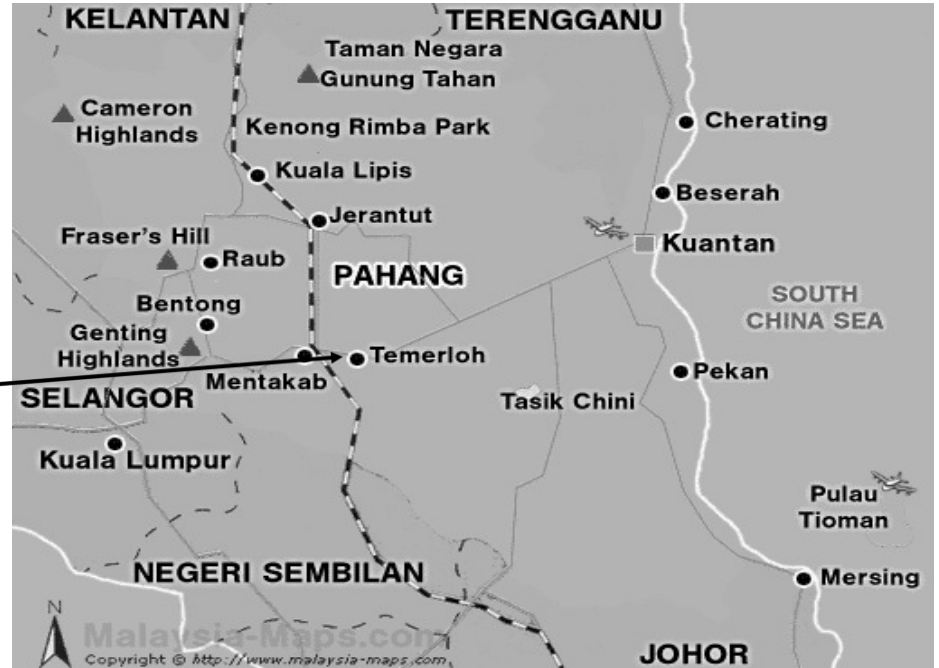 KELANTAN
TERENGGANU
Taman Negara
Gunung Tahan
Cameron
Highlands
Cherating
Kenong Rimba Park
Kuala Lipis
Beserah
Jerantut
Fraser's Hill
Kuantan
Raub
PAHANG
SOUTH
CHINA SEA
Bentong
Genting
Highlands
Temerloh
Mentakab
Pekan
SELANGOR
Tasik Chini
Kuala Lumpur
Pulau
Tioman
NEGERI SEMBILAN
Mersing
N
Malaysia-Maps.com
JOHOR
Copyright © http://www.malaysia-maps.com